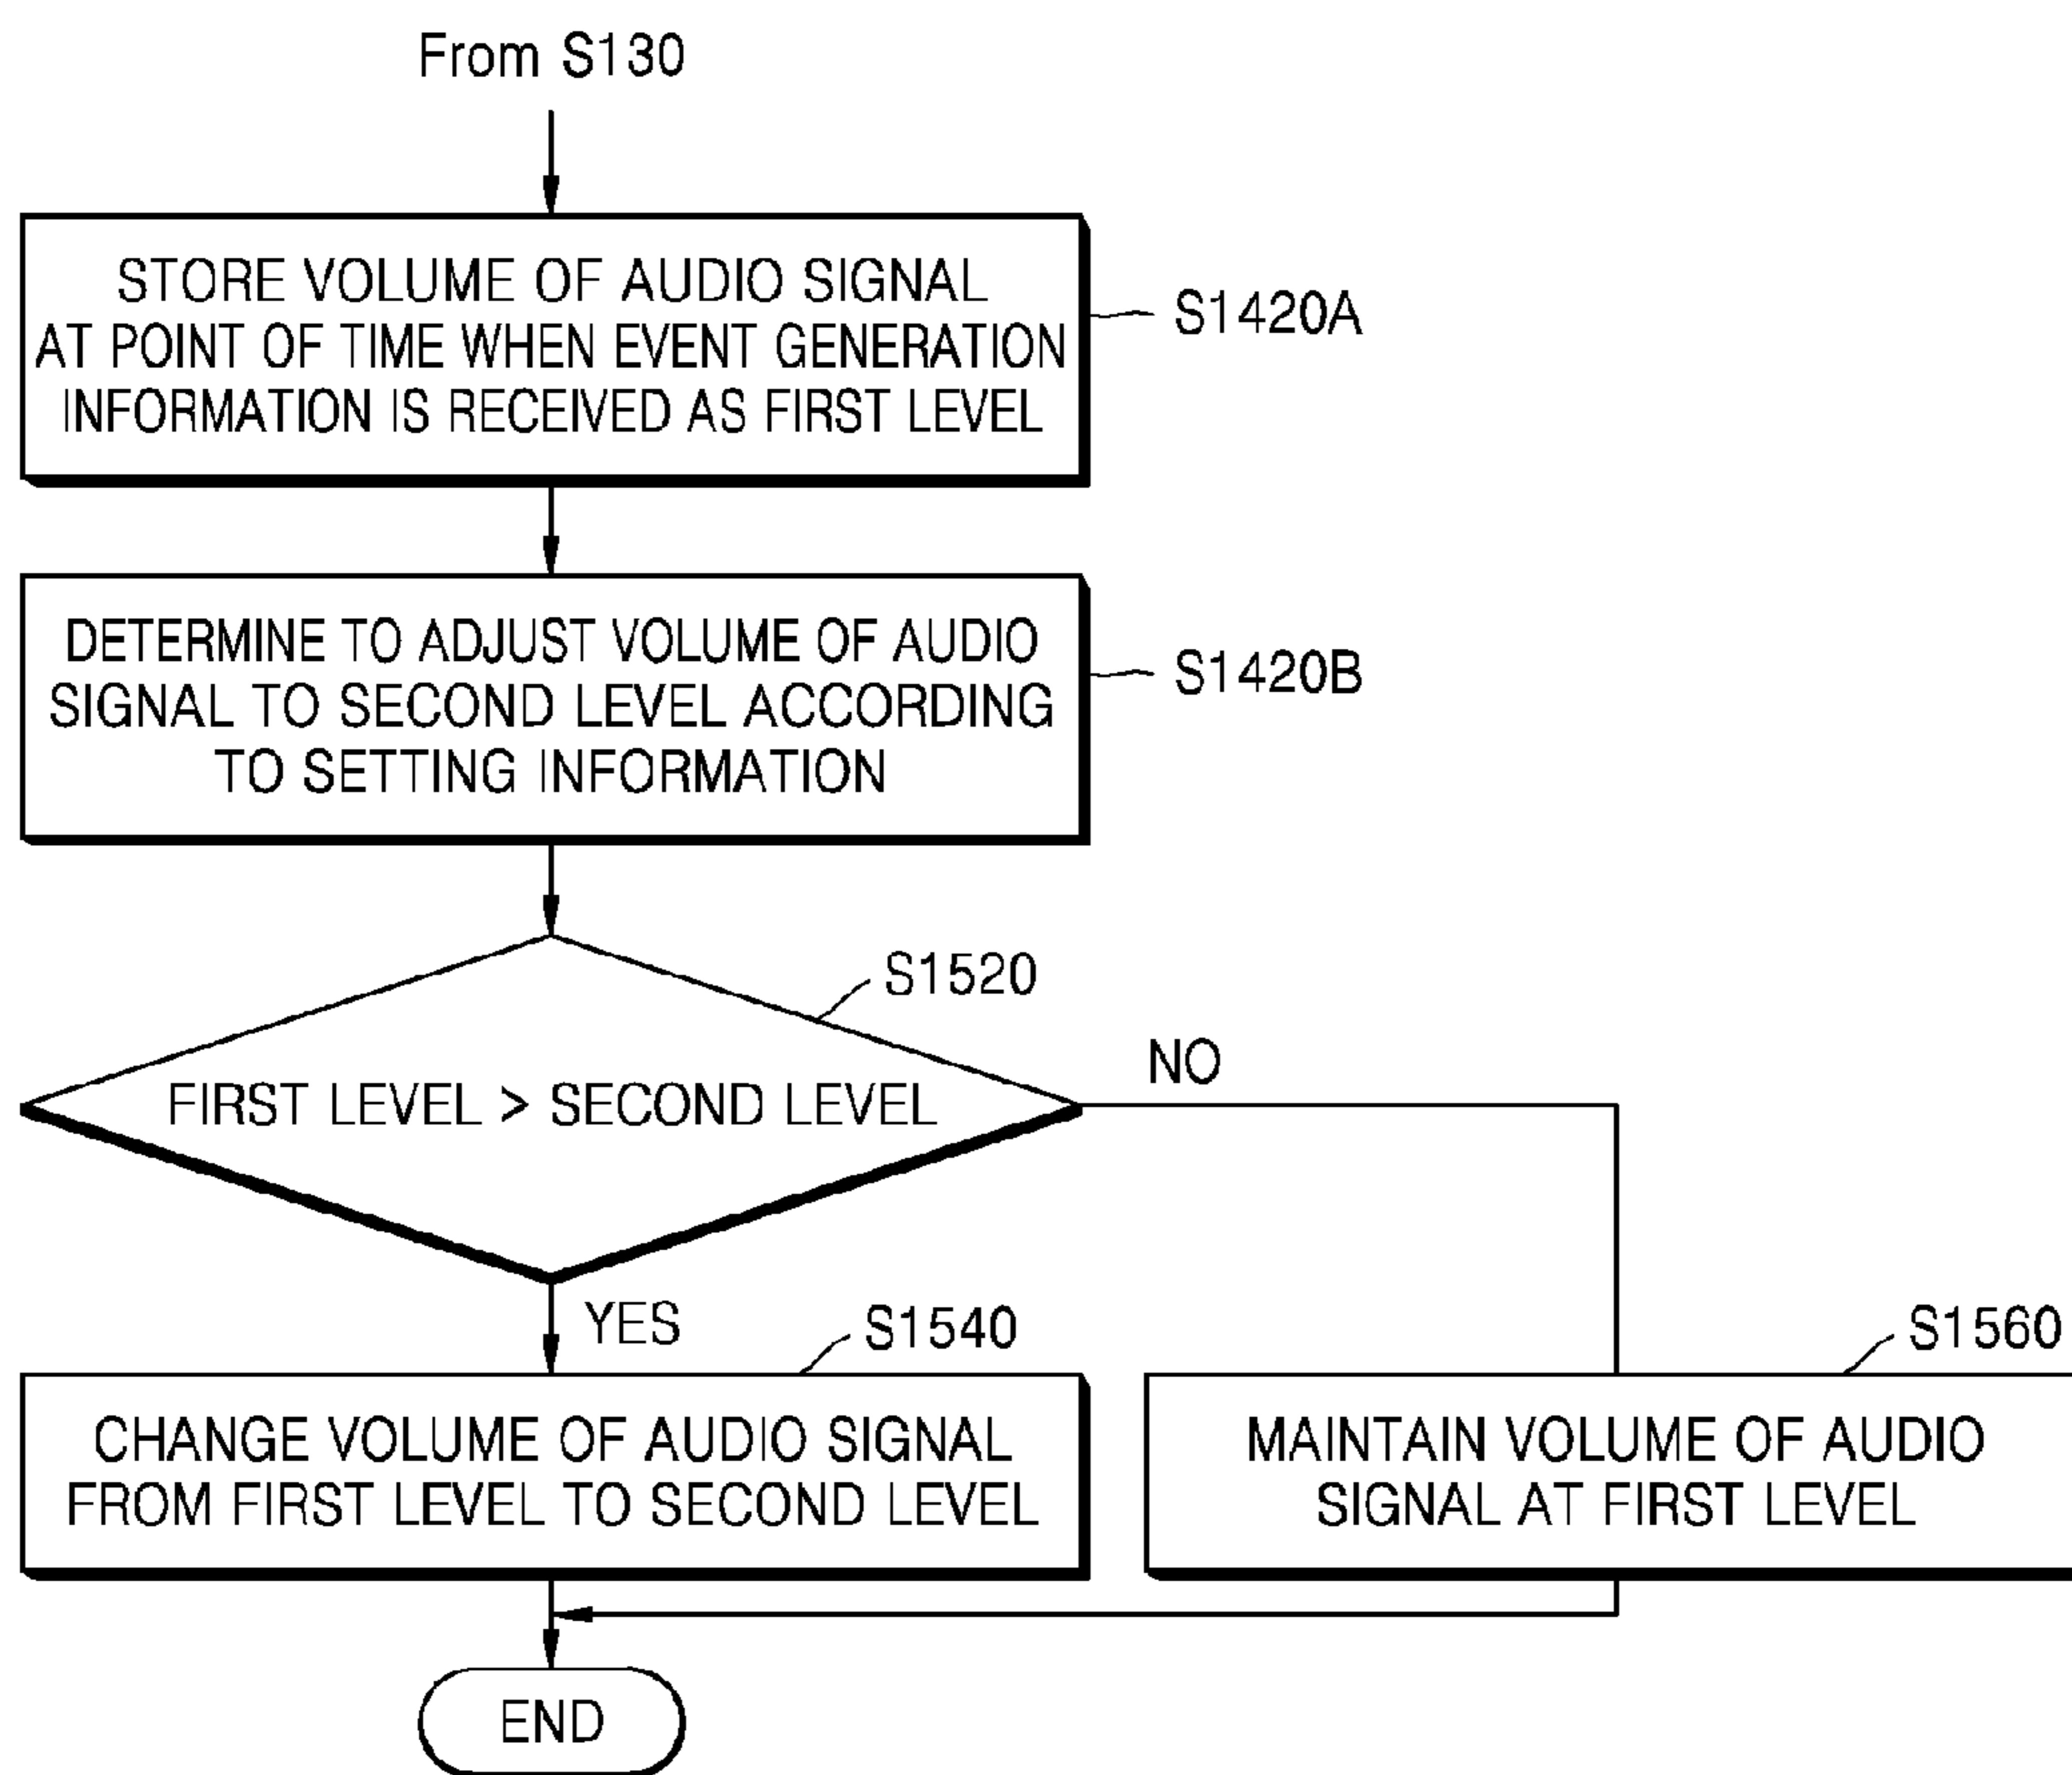 From S130
STORE VOLUME OF AUDIO SIGNAL
AT POINT OF TIME WHEN EVENT GENERATION
INFORMATION IS RECEIVED AS FIRST LEVEL
S1420A
DETERMINE TO ADJUST VOLUME OF AUDIO
SIGNAL TO SECOND LEVEL ACCORDING
TO SETTING INFORMATION
S1420B
S1520
FIRST LEVEL > SECOND LEVEL
NO
YES
S1540
CHANGE VOLUME OF AUDIO SIGNAL
FROM FIRST LEVEL TO SECOND LEVEL
S1560
MAINTAIN VOLUME OF AUDIO
SIGNAL AT FIRST LEVEL
END